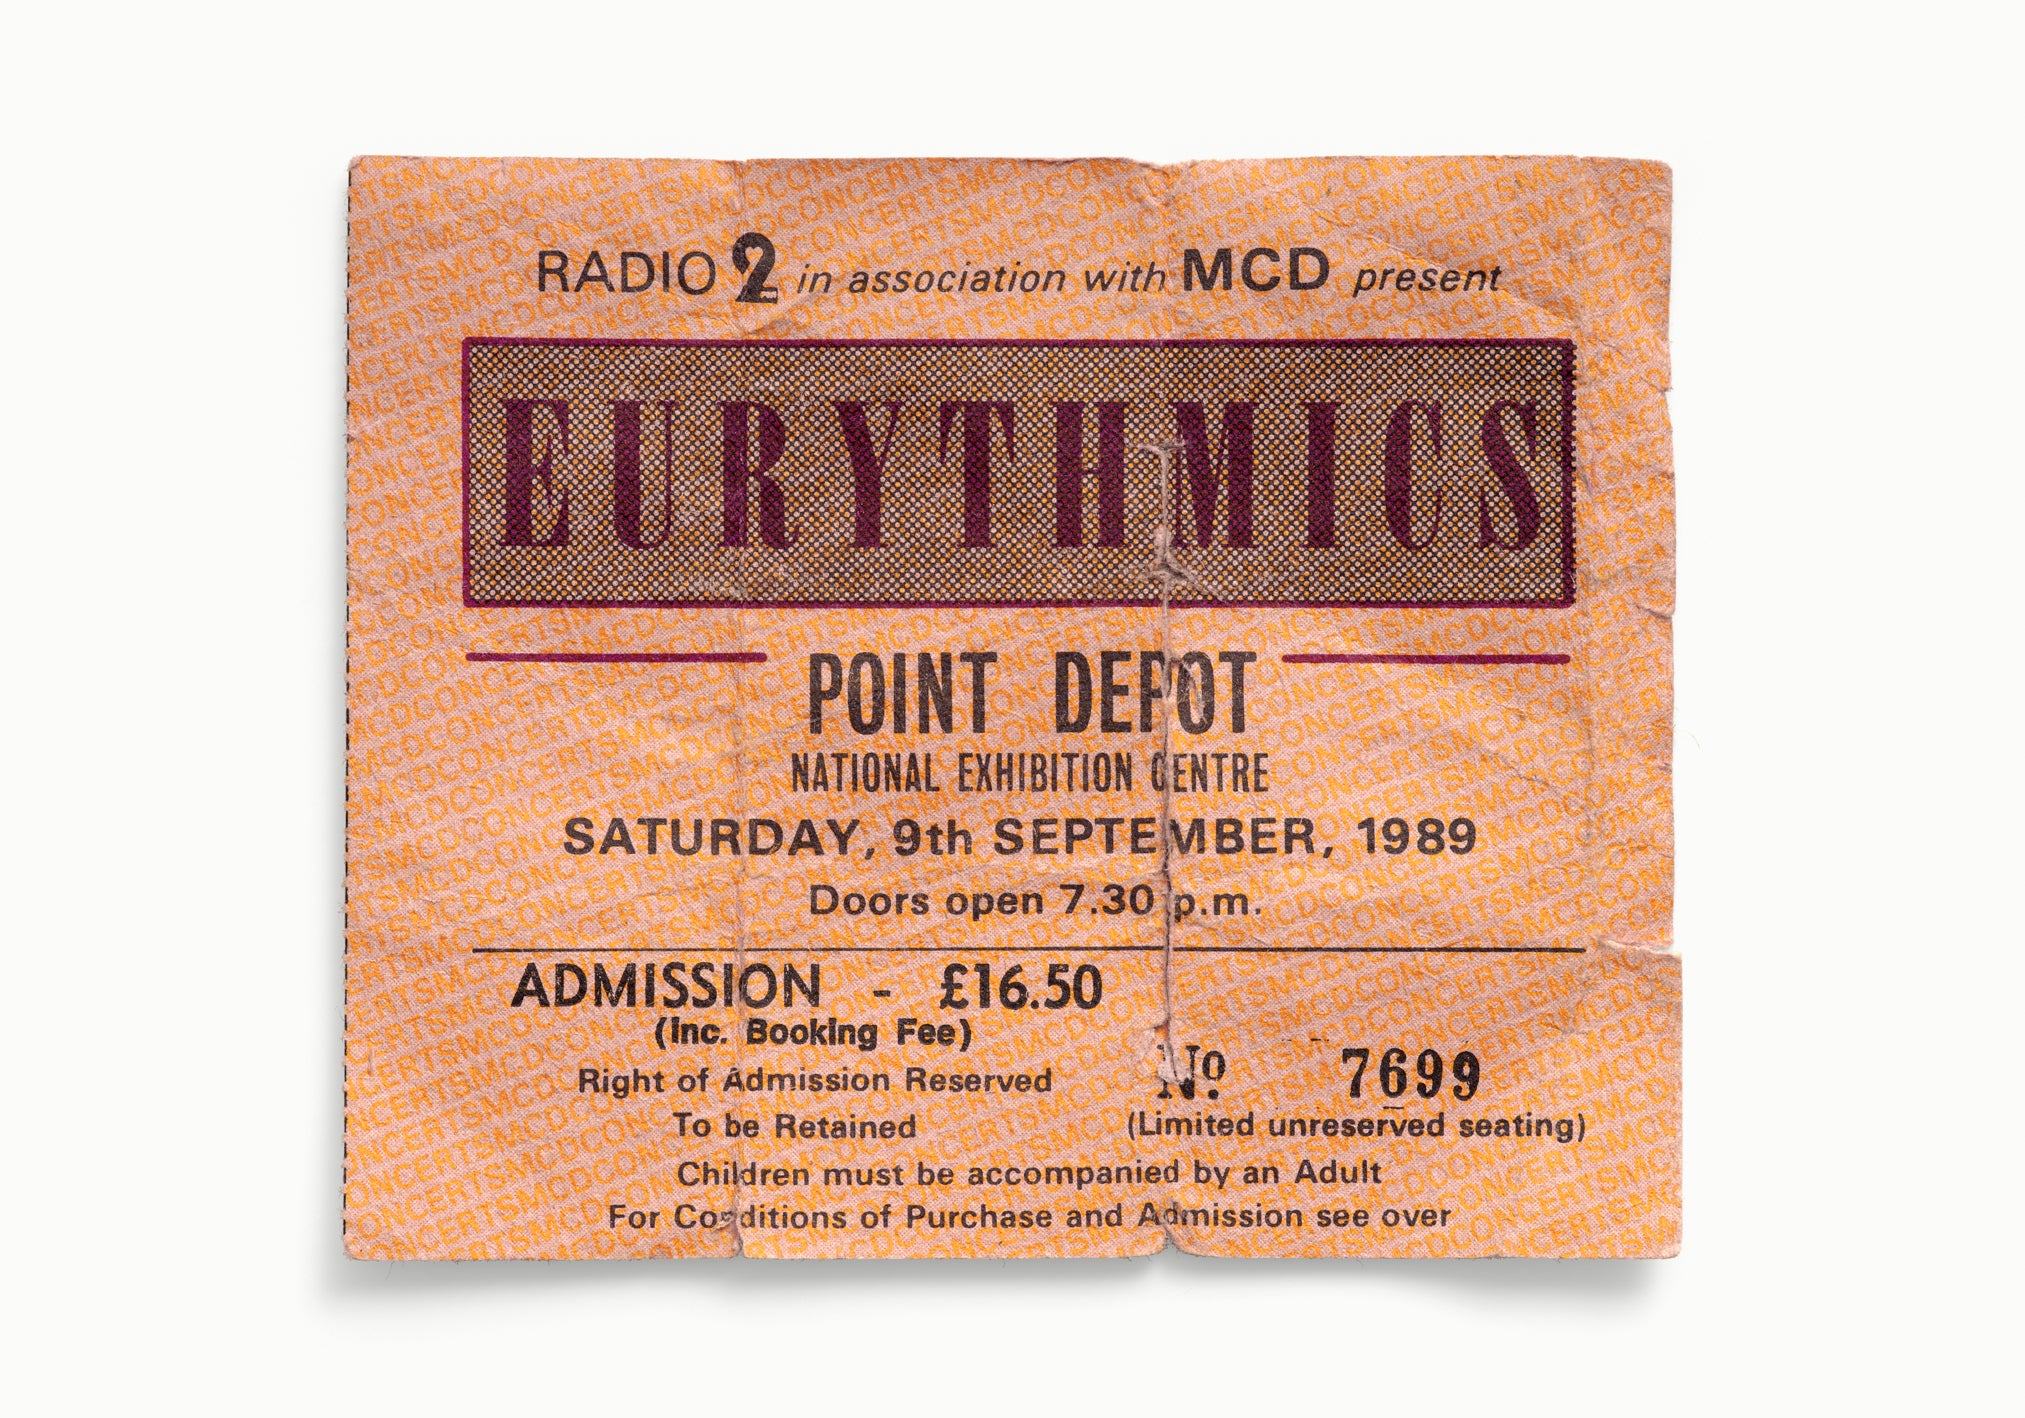 RADIO 2 in association with MCD present
EURYTHMICS
POINT DEPOT
NATIONAL EXHIBITION CENTRE
SATURDAY, 9th SEPTEMBER, 1989
Doors open 7.30 p.m.
ADMISSION - £16.50
(Inc. Booking Fee)
Right of Admission Reserved
To be Retained
Nº 7699
(Limited unreserved seating)
Children must be accompanied by an Adult
For Conditions of Purchase and Admission see over